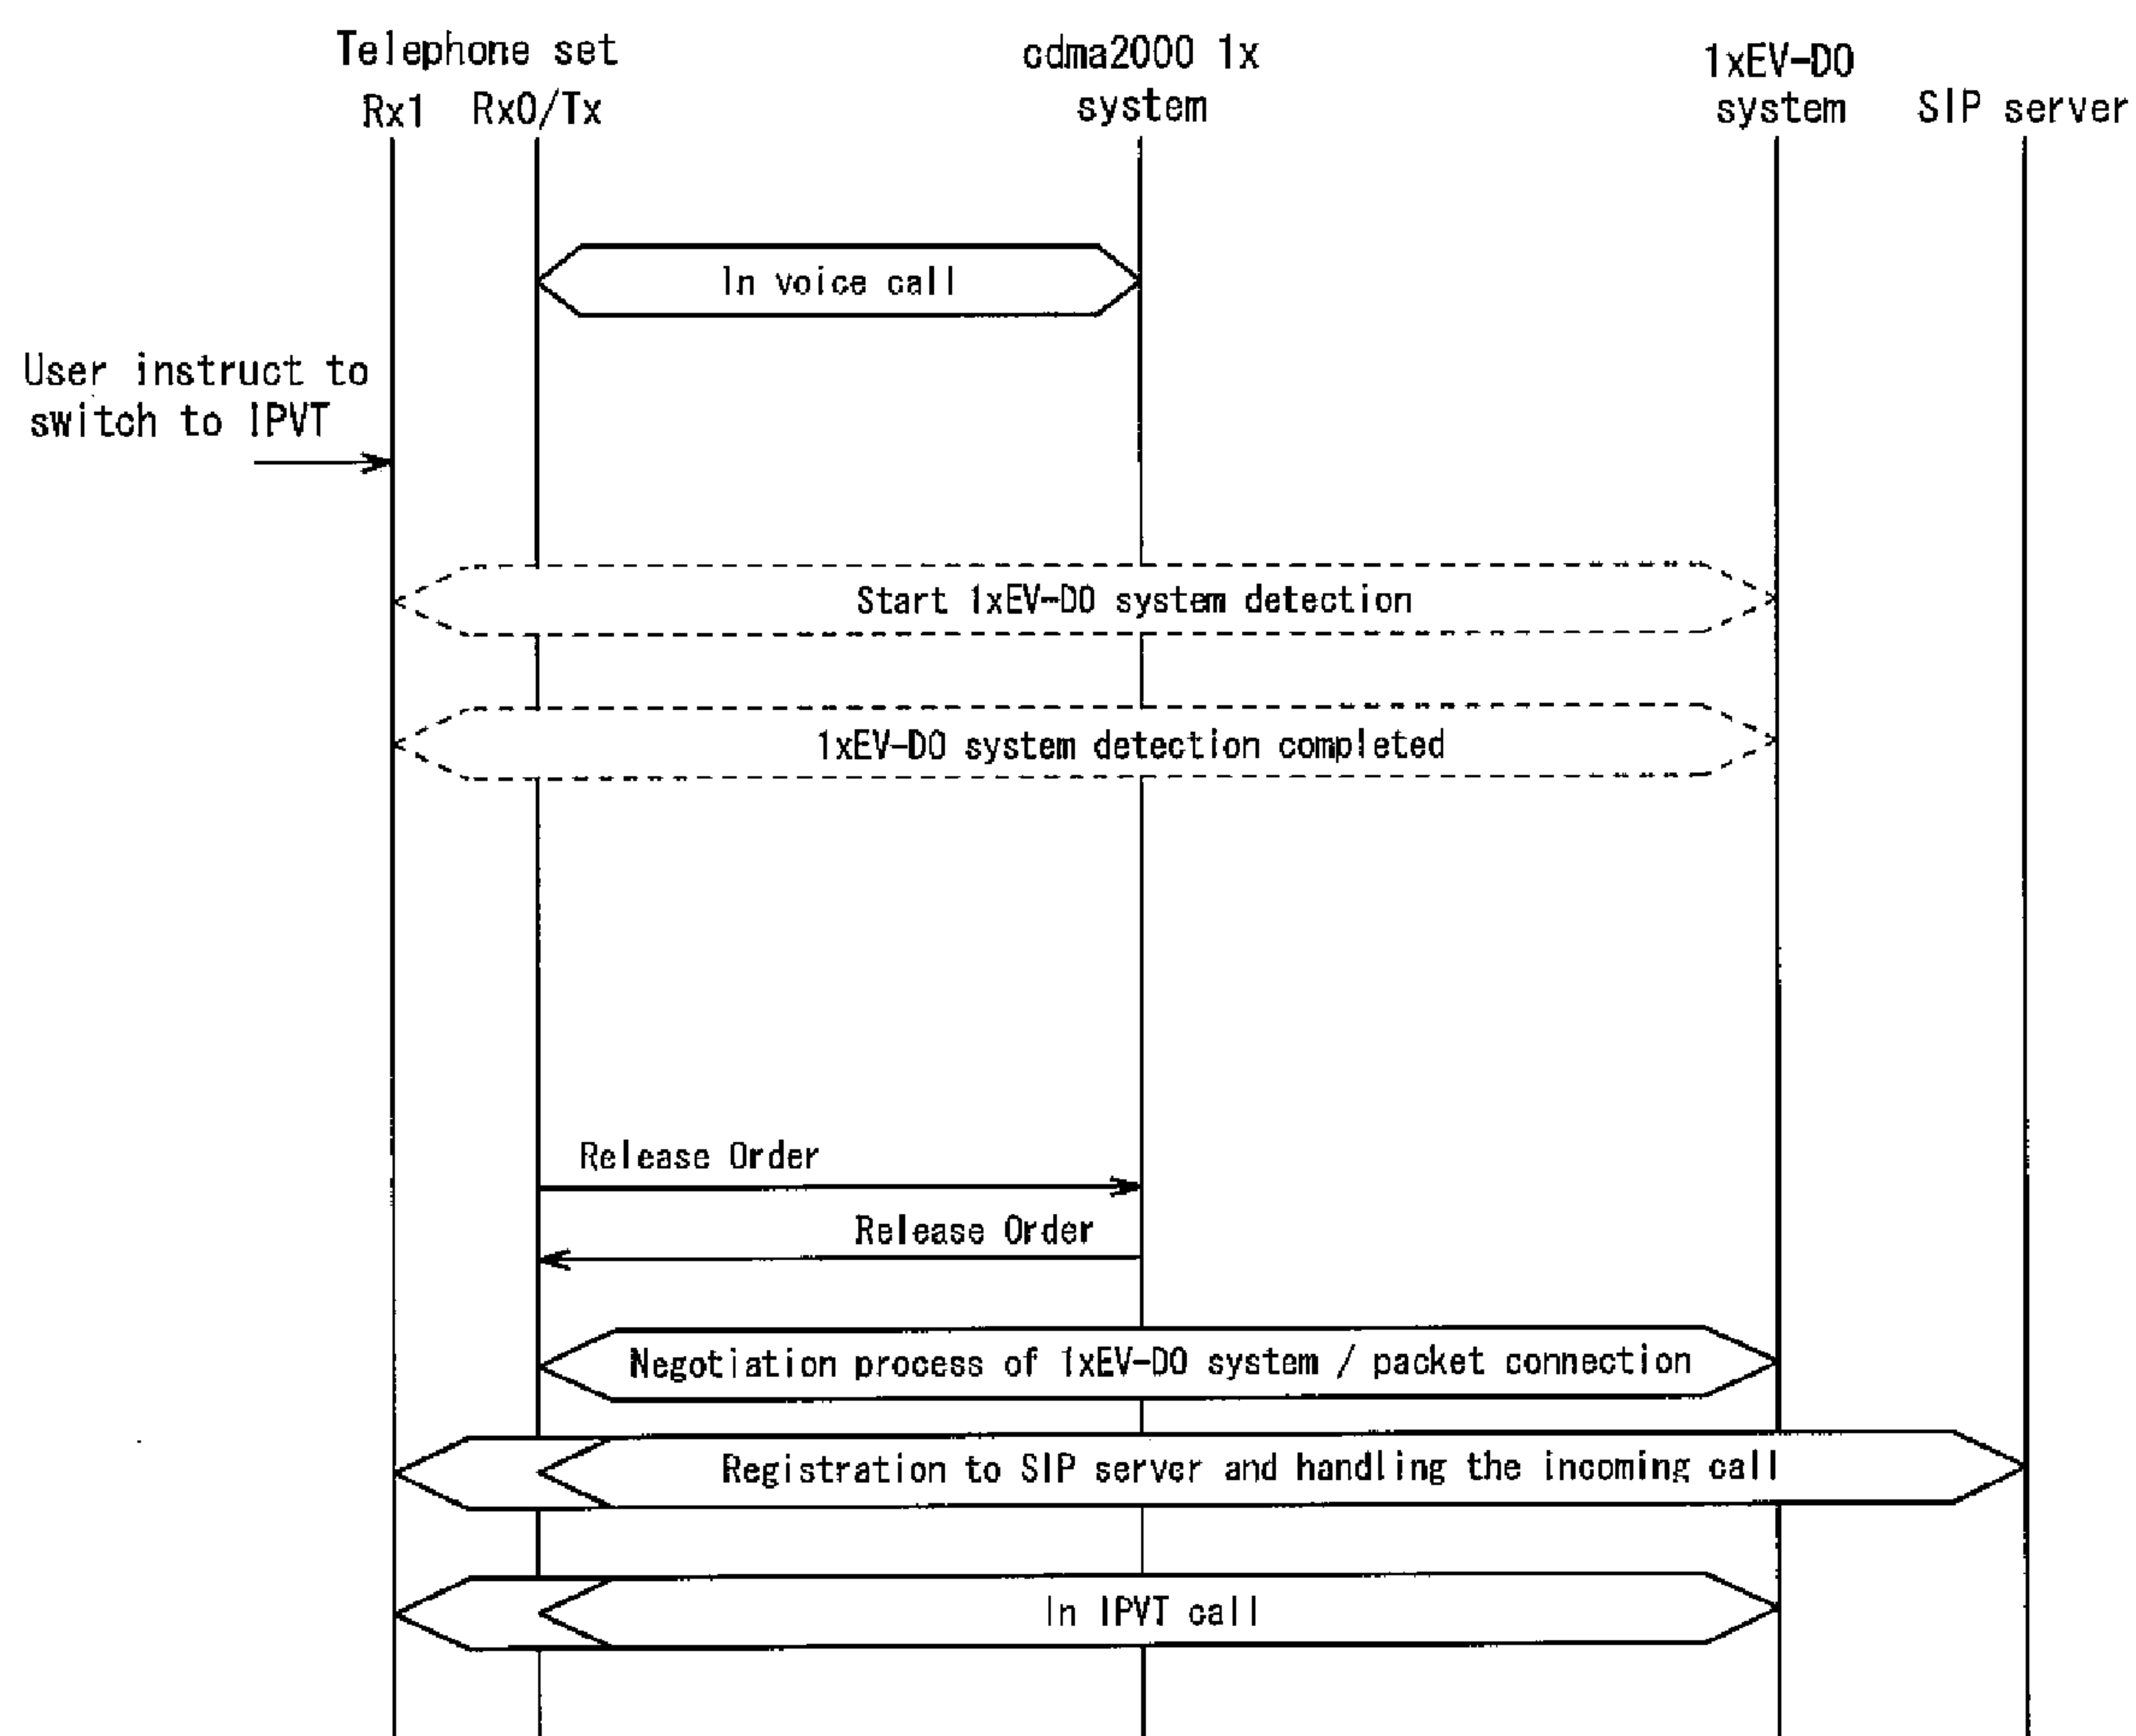 Telephone set
Rx1 Rx0/Tx
cdma2000 1x
system
1xEV-DO
system
SIP server
In voice call
User instruct to
switch to IPVT
Start 1xEV-DO system detection
1xEV-DO system detection completed
Release Order
Release Order
Negotiation process of 1xEV-DO system / packet connection
Registration to SIP server and handling the incoming call
In IPVT call